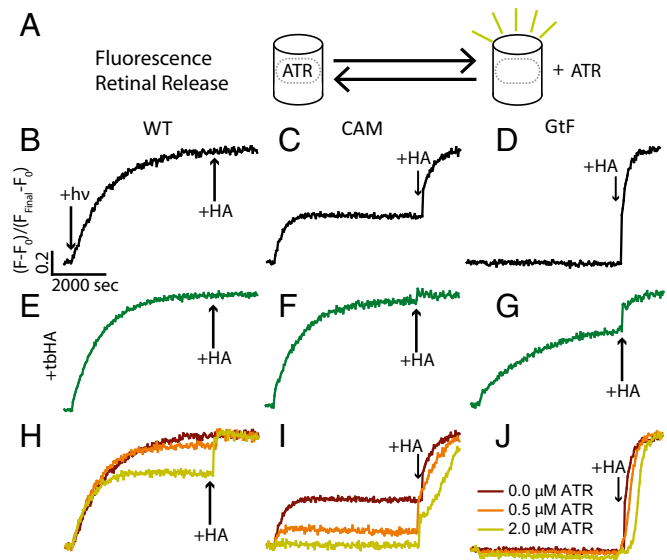 A
Fluorescence
Retinal Release
ATR
+ ATR
B
WT
C
CAM
D
GtF
+hν
+HA
+HA
+HA
(F-F₀)/(F_Final-F₀)
0.2
2000 sec
E
F
G
+tbHA
+HA
+HA
+HA
H
I
J
+HA
+HA
+HA
0.0 µM ATR
0.5 µM ATR
2.0 µM ATR